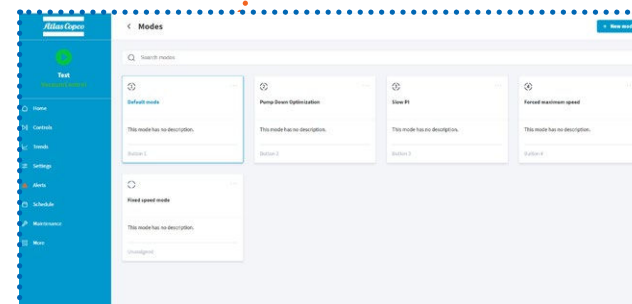 Atlas Copco
Modes
+ New mod
Search modes
Test
Home
Controls
Trends
Settings
Alerts
Schedule
Maintenance
More
Default mode
This mode has no description.
Button 1
Pump Down Optimization
This mode has no description.
Button 2
Slow PI
This mode has no description.
Button 3
Forced maximum speed
This mode has no description.
Button 4
Fixed speed mode
This mode has no description.
Unassigned